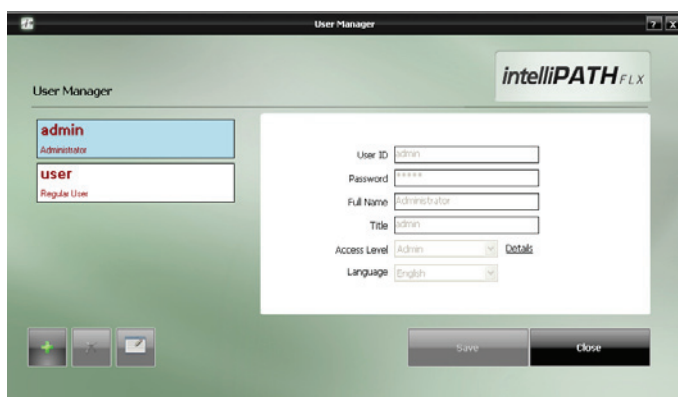 User Manager
? X
intelliPATH FLX
User Manager
admin
Administrator
user
Regular User
User ID admin
Password *****
Full Name Administrator
Title admin
Access Level Admin Details
Language English
Save Close